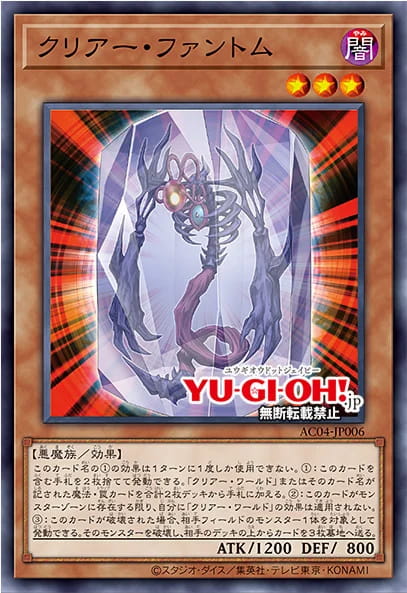 クリアー・ファントム
やみ
闇
ユウギオウドットジェイピー
YU-GI-OH!.jp
無断転載禁止
AC04-JP006
【悪魔族/効果】
このカード名の①の効果は1ターンに1度しか使用できない。①:このカードを
含む手札を2枚捨てて発動できる。「クリアー・ワールド」またはそのカード名が
記された魔法・罠カードを合計2枚デッキから手札に加える。②:このカードがモン
スターゾーンに存在する限り、自分に「クリアー・ワールド」の効果は適用されない。
③:このカードが破壊された場合、相手フィールドのモンスター1体を対象として
発動できる。そのモンスターを破壊し、相手のデッキの上からカードを3枚墓地へ送る。
ATK/1200 DEF/ 800
©スタジオ・ダイス/集英社・テレビ東京・KONAMI